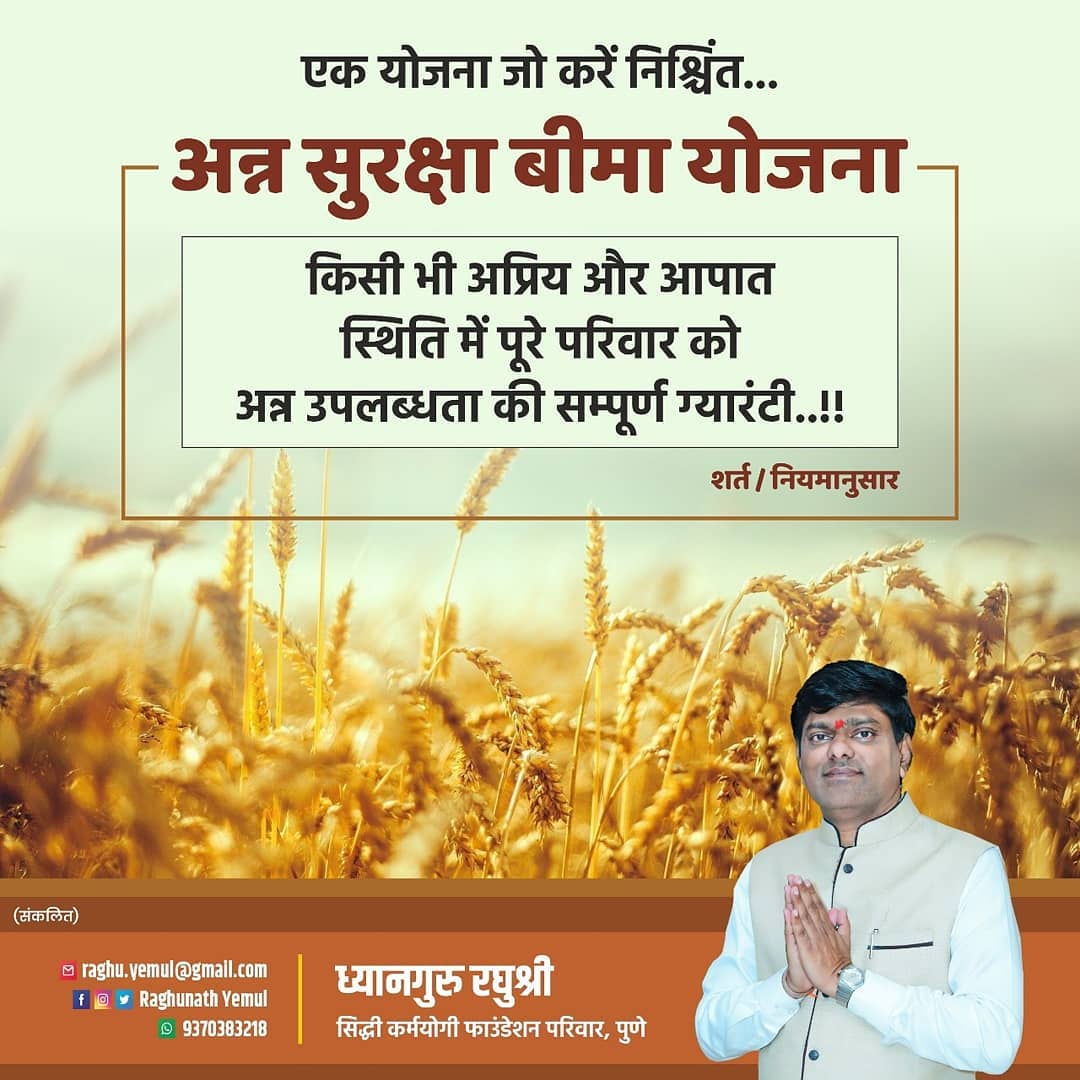 एक योजना जो करें निश्चिंत...
अन्न सुरक्षा बीमा योजना
किसी भी अप्रिय और आपात
स्थिति में पूरे परिवार को
अन्न उपलब्धता की सम्पूर्ण ग्यारंटी..!!
शर्त / नियमानुसार
(संकलित)
raghu.yemul@gmail.com
Raghunath Yemul
9370383218
ध्यानगुरु रघुश्री
सिद्धी कर्मयोगी फाउंडेशन परिवार, पुणे